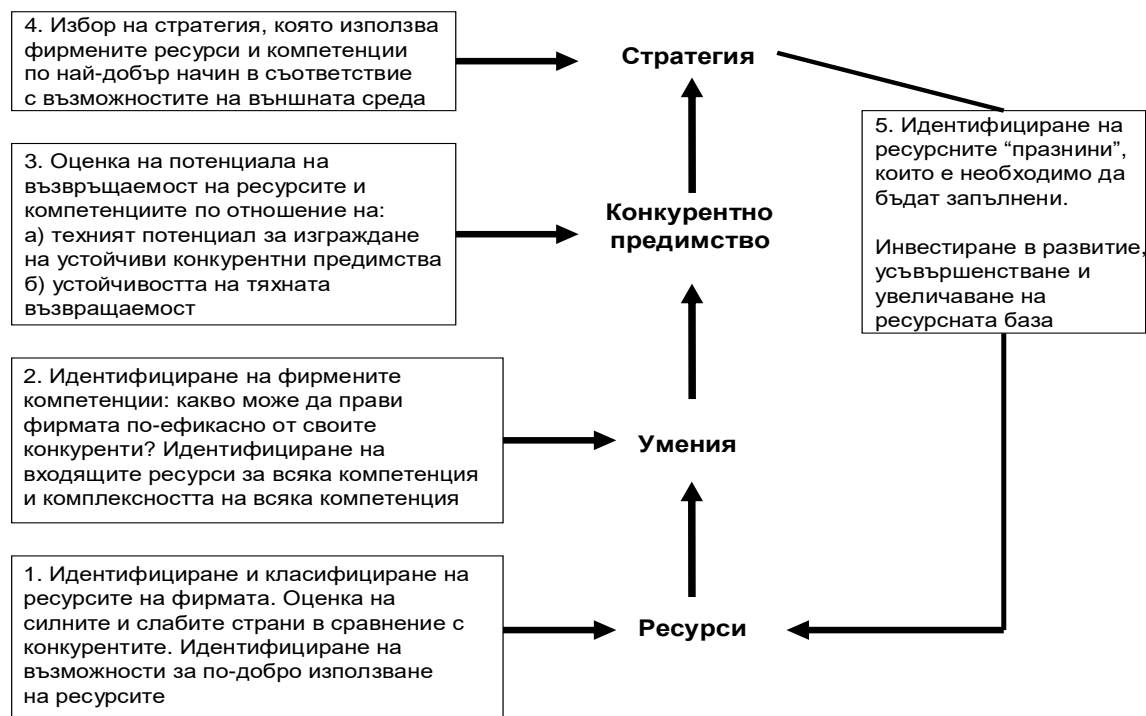 4. Избор на стратегия, която използва
фирмените ресурси и компетенции
по най-добър начин в съответствие
с възможностите на външната среда
Стратегия
5. Идентифициране на
ресурсните “празнини”,
които е необходимо да
бъдат запълнени.
Инвестиране в развитие,
усъвършенстване и
увеличаване на
ресурсната база
3. Оценка на потенциала на
възвръщаемост на ресурсите и
компетенциите по отношение на:
а) техният потенциал за изграждане
на устойчиви конкурентни предимства
б) устойчивостта на тяхната
възвращаемост
Конкурентно
предимство
2. Идентифициране на фирмените
компетенции: какво може да прави
фирмата по-ефикасно от своите
конкуренти? Идентифициране на
входящите ресурси за всяка компетенция
и комплексността на всяка компетенция
Умения
1. Идентифициране и класифициране на
ресурсите на фирмата. Оценка на
силните и слабите страни в сравнение с
конкурентите. Идентифициране на
възможности за по-добро използване
на ресурсите
Ресурси